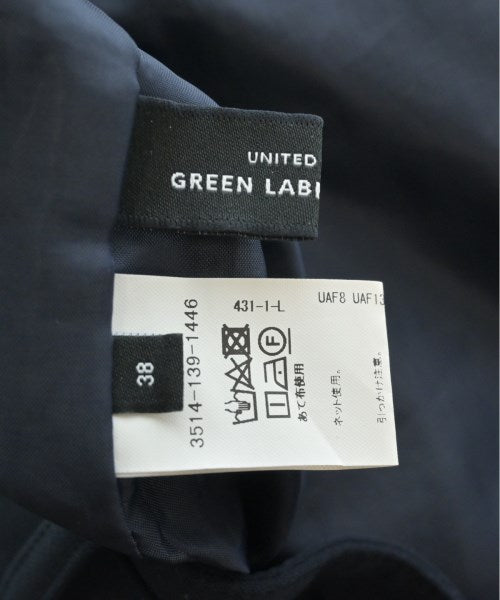 UNITED
GREEN LAB
38
3514-139-1446
431-1-L
UAF8 UAF13
あて布使用
ネット使用。
引っかけ注意。